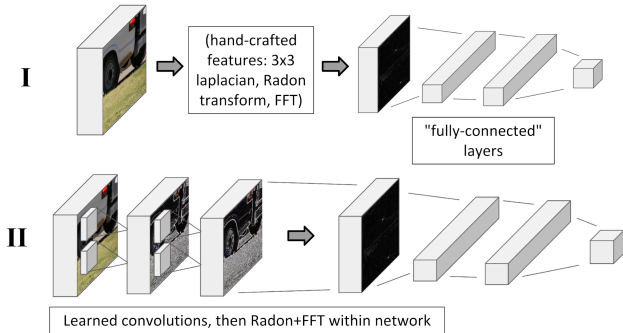 I
(hand-crafted
features: 3x3
laplacian, Radon
transform, FFT)
"fully-connected"
layers
II
Learned convolutions, then Radon+FFT within network